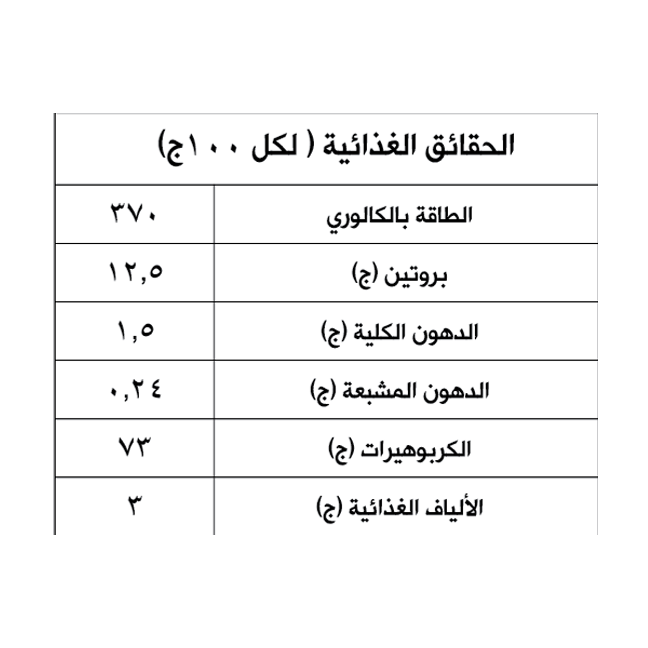 الحقائق الغذائية ( لكل ١٠٠ج)
الطاقة بالكالوري ٣٧٠
بروتين (ج) ١٢,٥
الدهون الكلية (ج) ١,٥
الدهون المشبعة (ج) ٠,٢٤
الكربوهيرات (ج) ٧٣
الألياف الغذائية (ج) ٣